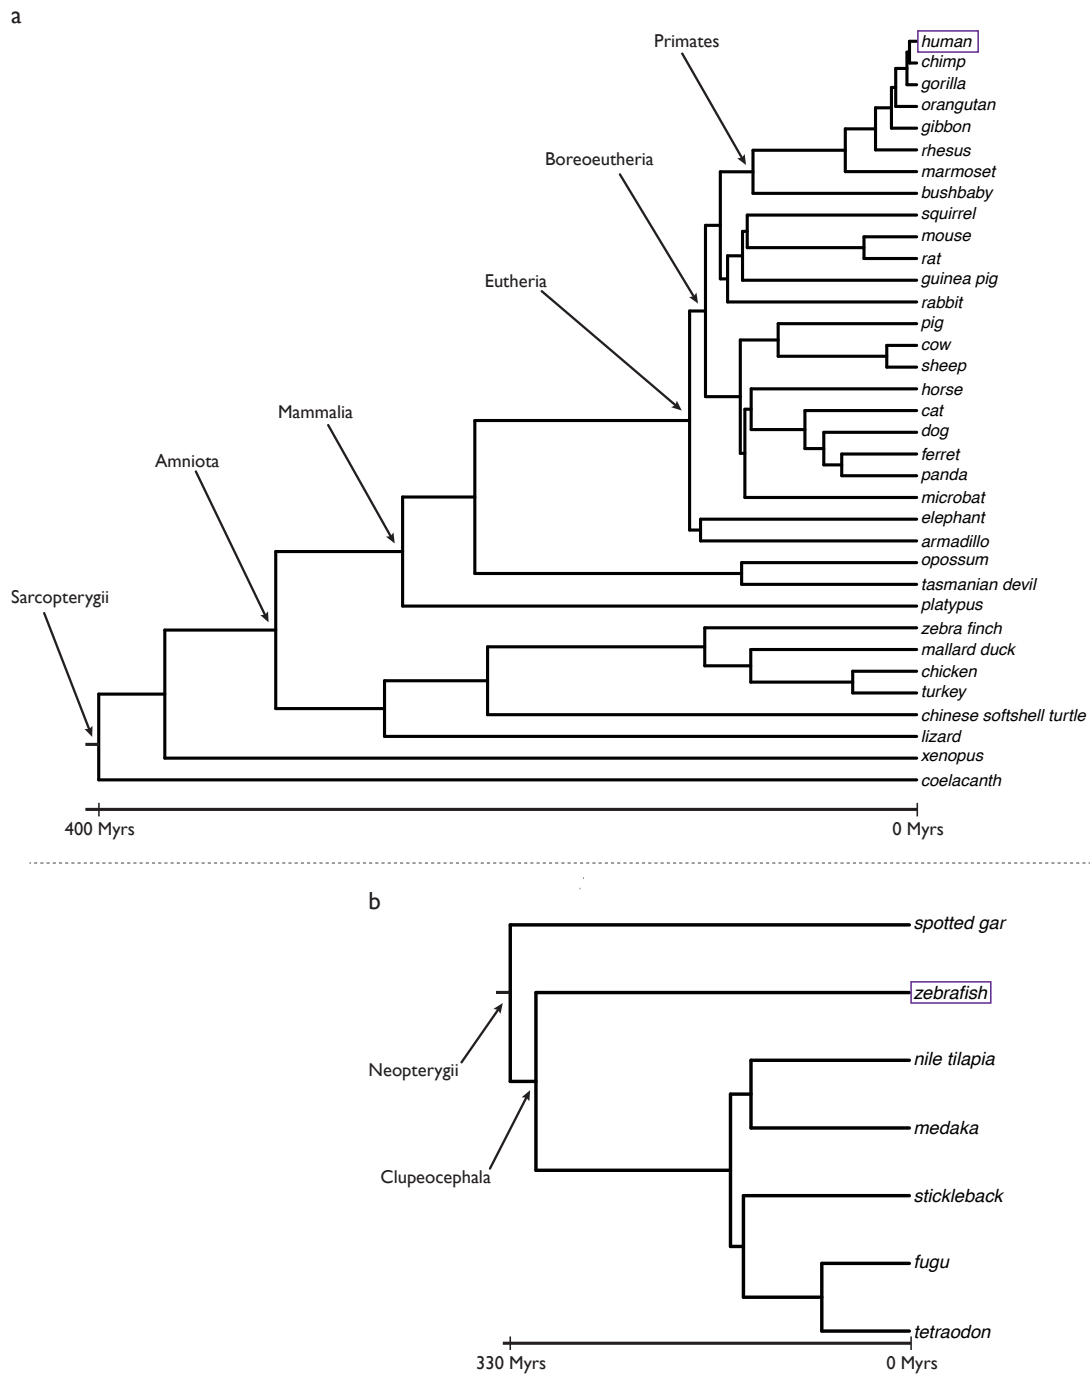 a
Primates
human
chimp
gorilla
orangutan
gibbon
rhesus
marmoset
bushbaby
Boreoeutheria
squirrel
mouse
rat
guinea pig
rabbit
Eutheria
pig
cow
sheep
horse
cat
dog
ferret
panda
microbat
elephant
armadillo
Mammalia
opossum
tasmanian devil
platypus
Amniota
zebra finch
mallard duck
chicken
turkey
chinese softshell turtle
lizard
xenopus
coelacanth
Sarcopterygii
400 Myrs
0 Myrs
b
spotted gar
zebrafish
Neopterygii
nile tilapia
medaka
Clupeocephala
stickleback
fugu
tetraodon
330 Myrs
0 Myrs